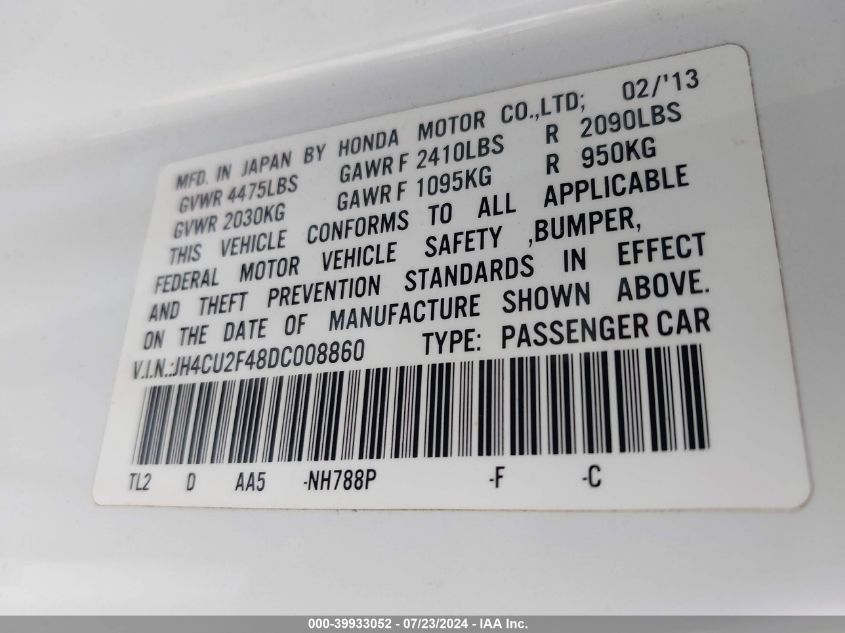 MFD. IN JAPAN BY HONDA MOTOR CO.,LTD; 02/'13
GVWR 4475LBS GAWR F 2410LBS R 2090LBS
GVWR 2030KG GAWR F 1095KG R 950KG
THIS VEHICLE CONFORMS TO ALL APPLICABLE
FEDERAL MOTOR VEHICLE SAFETY ,BUMPER,
AND THEFT PREVENTION STANDARDS IN EFFECT
ON THE DATE OF MANUFACTURE SHOWN ABOVE.
V.I.N.:JH4CU2F48DC008860 TYPE: PASSENGER CAR
TL2 D AA5 -NH788P -F -C
000-39933052 - 07/23/2024 - IAA Inc.